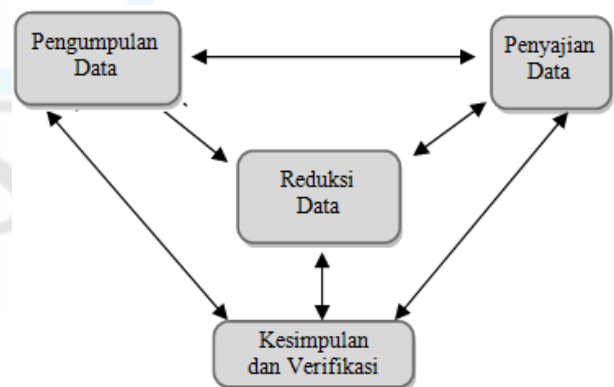 Pengumpulan
Data
Penyajian
Data
Reduksi
Data
Kesimpulan
dan Verifikasi